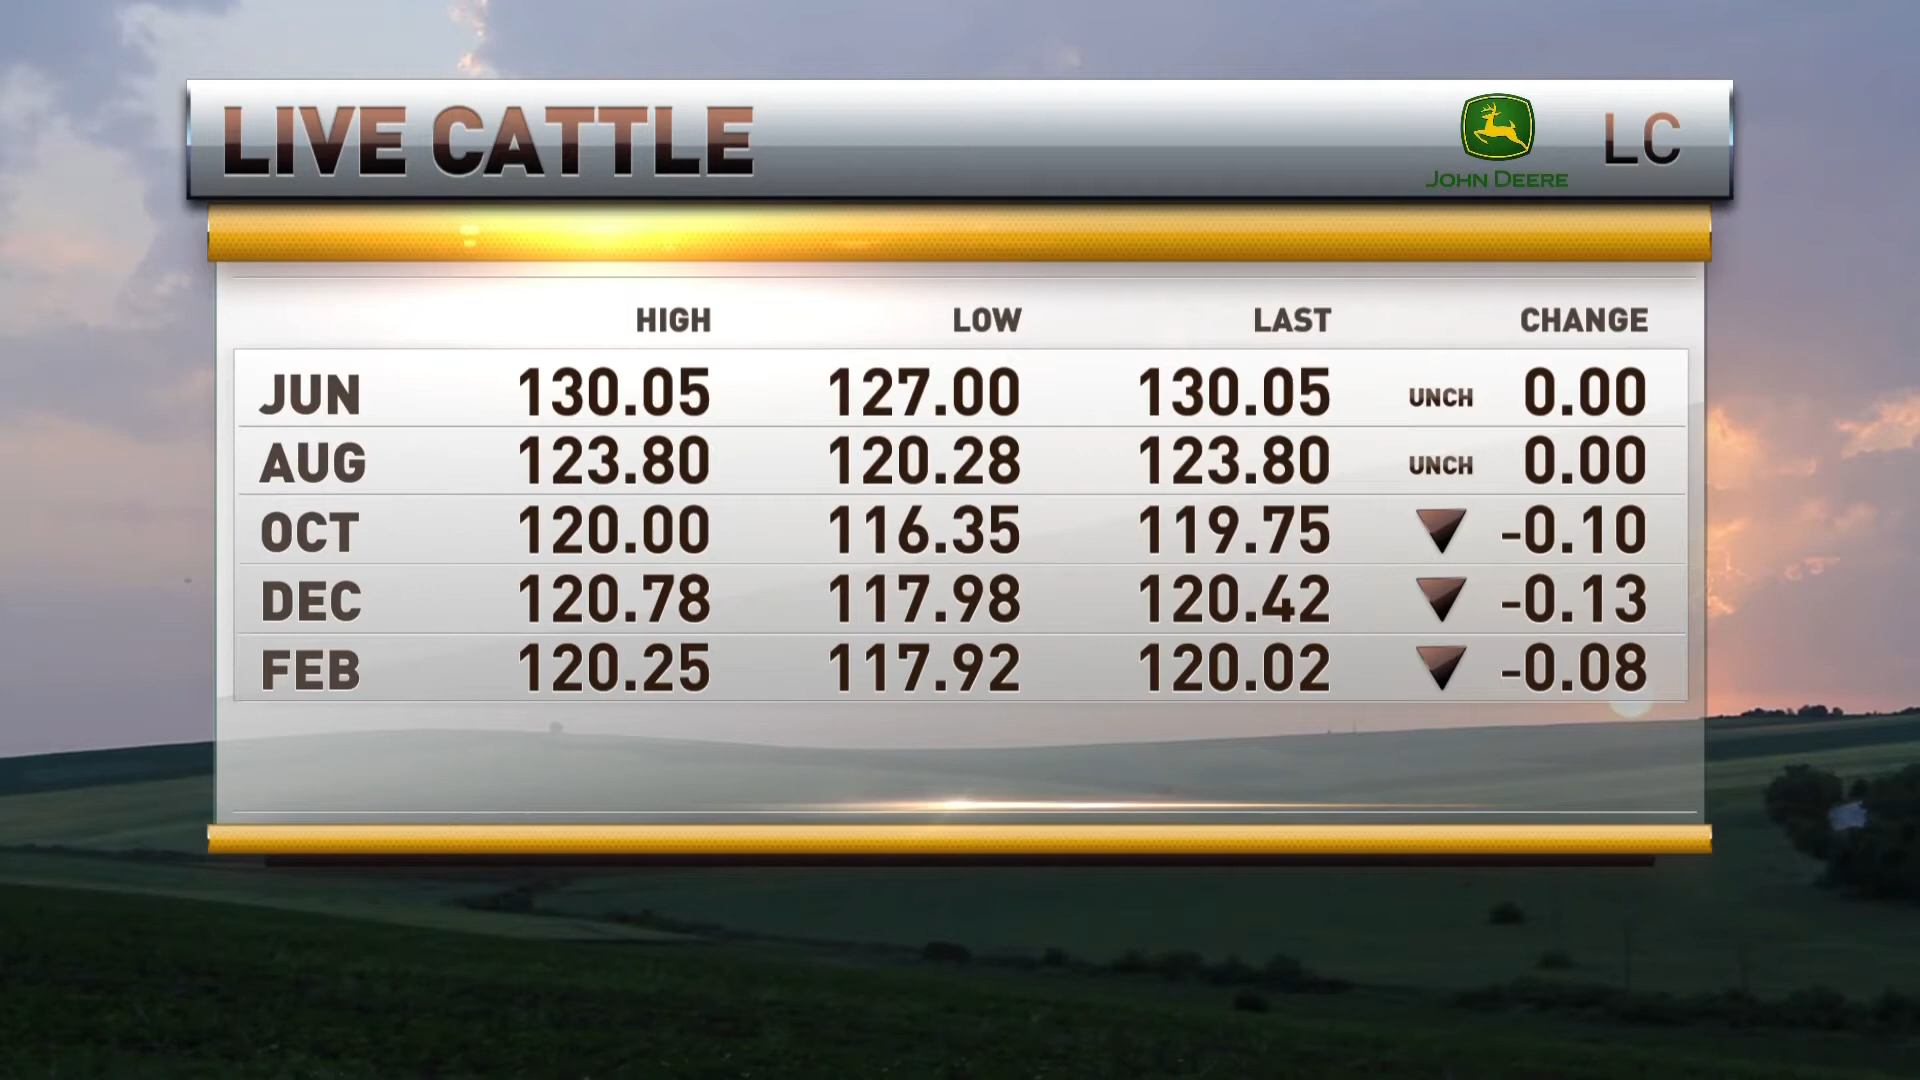 LIVE CATTLE JOHN DEERE LC
HIGH LOW LAST CHANGE
JUN 130.05 127.00 130.05 UNCH 0.00
AUG 123.80 120.28 123.80 UNCH 0.00
OCT 120.00 116.35 119.75 -0.10
DEC 120.78 117.98 120.42 -0.13
FEB 120.25 117.92 120.02 -0.08